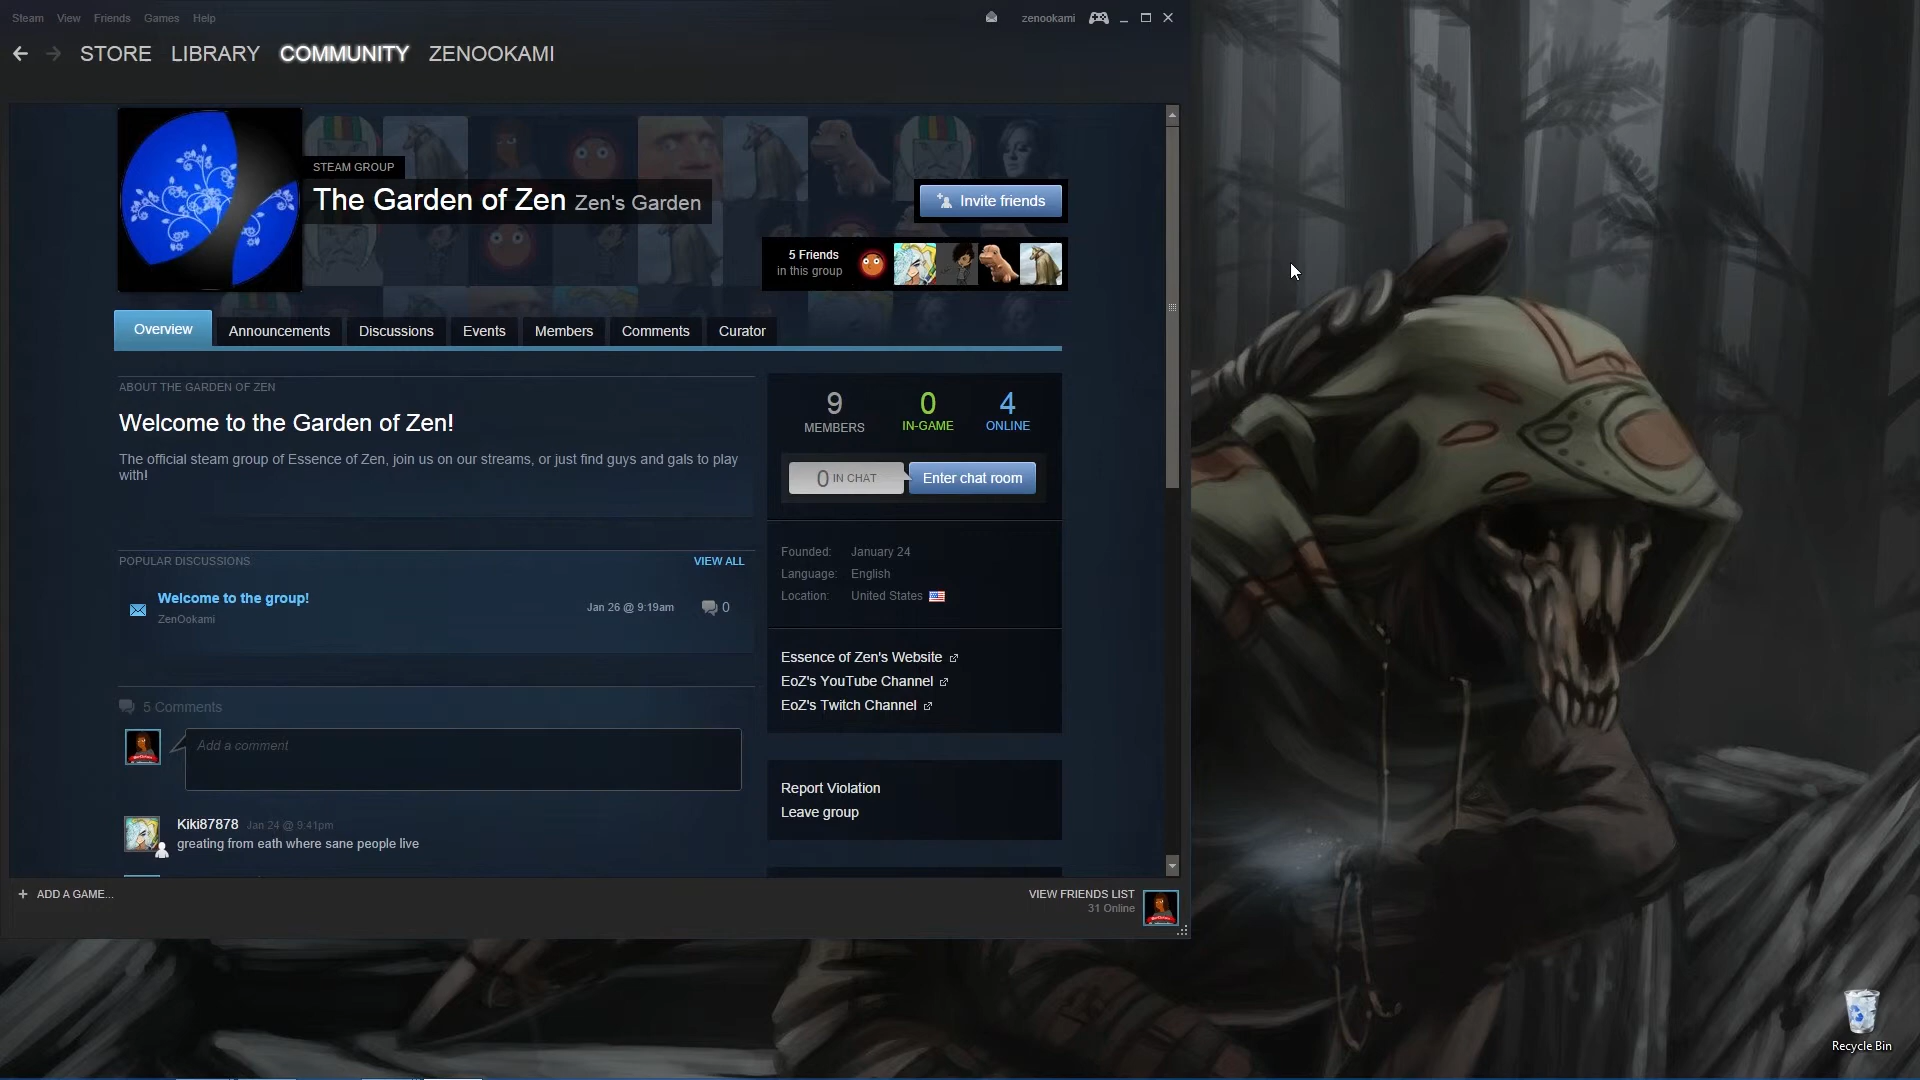 Steam View Friends Games Help
zenookami
STORE LIBRARY COMMUNITY ZENOOKAMI
STEAM GROUP
The Garden of Zen Zen's Garden
Invite friends
5 Friends
in this group
Overview Announcements Discussions Events Members Comments Curator
ABOUT THE GARDEN OF ZEN
Welcome to the Garden of Zen!
The official steam group of Essence of Zen, join us on our streams, or just find guys and gals to play
with!
9 0 4
MEMBERS IN-GAME ONLINE
0 IN CHAT Enter chat room
Founded: January 24
Language: English
Location: United States
POPULAR DISCUSSIONS VIEW ALL
Welcome to the group!
ZenOokami
Jan 26 @ 9:19am 0
Essence of Zen's Website
EoZ's YouTube Channel
EoZ's Twitch Channel
5 Comments
Add a comment
Report Violation
Leave group
Kiki87878 Jan 24 @ 9:41pm
greating from eath where sane people live
+ ADD A GAME...
VIEW FRIENDS LIST
31 Online
Recycle Bin